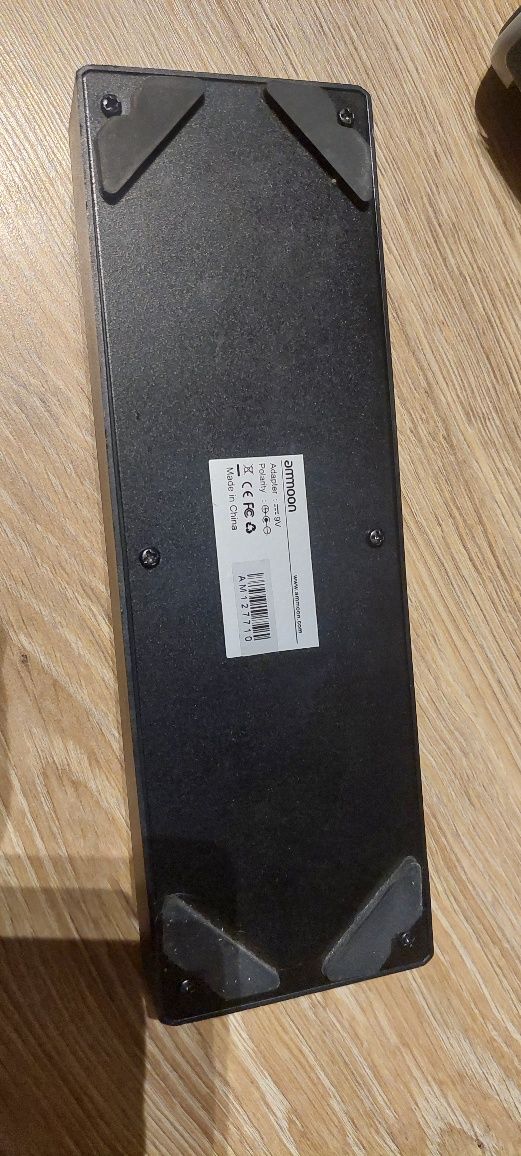 ammoon
www.ammoon.com
Adapter : ⎓ 9V
Polarity : ⊖-⊙-⊕
CE FC
Made in China
AM127710